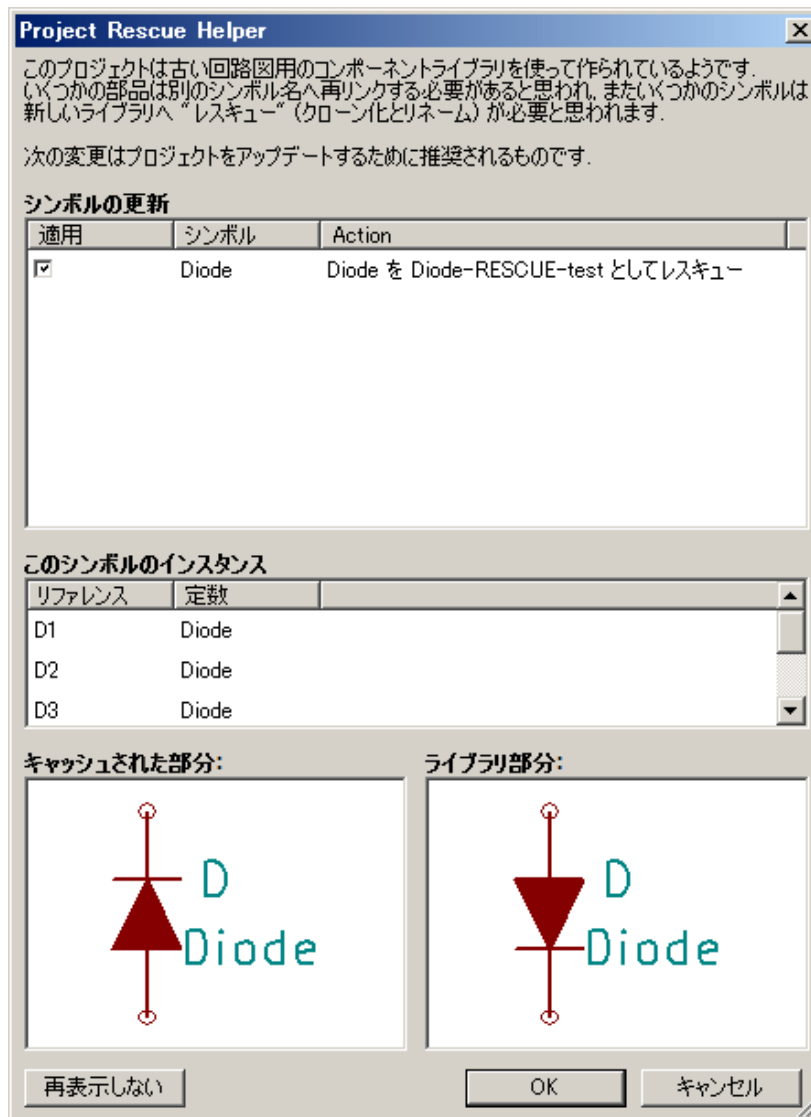 Project Rescue Helper
このプロジェクトは古い回路図用のコンポーネントライブラリを使って作られているようです.
いくつかの部品は別のシンボル名へ再リンクする必要があると思われ, またいくつかのシンボルは
新しいライブラリへ "レスキュー" (クローン化とリネーム) が必要と思われます.
次の変更はプロジェクトをアップデートするために推奨されるものです.
シンボルの更新
適用 シンボル Action
Diode Diode を Diode-RESCUE-test としてレスキュー
このシンボルのインスタンス
リファレンス 定数
D1 Diode
D2 Diode
D3 Diode
キャッシュされた部分: ライブラリ部分:
D D
Diode Diode
再表示しない OK キャンセル